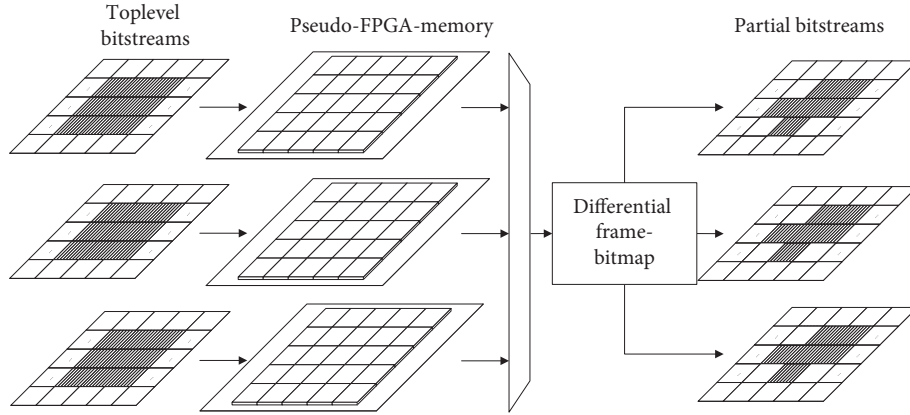 Toplevel
bitstreams
Pseudo-FPGA-memory
Partial bitstreams
Differential
frame-
bitmap